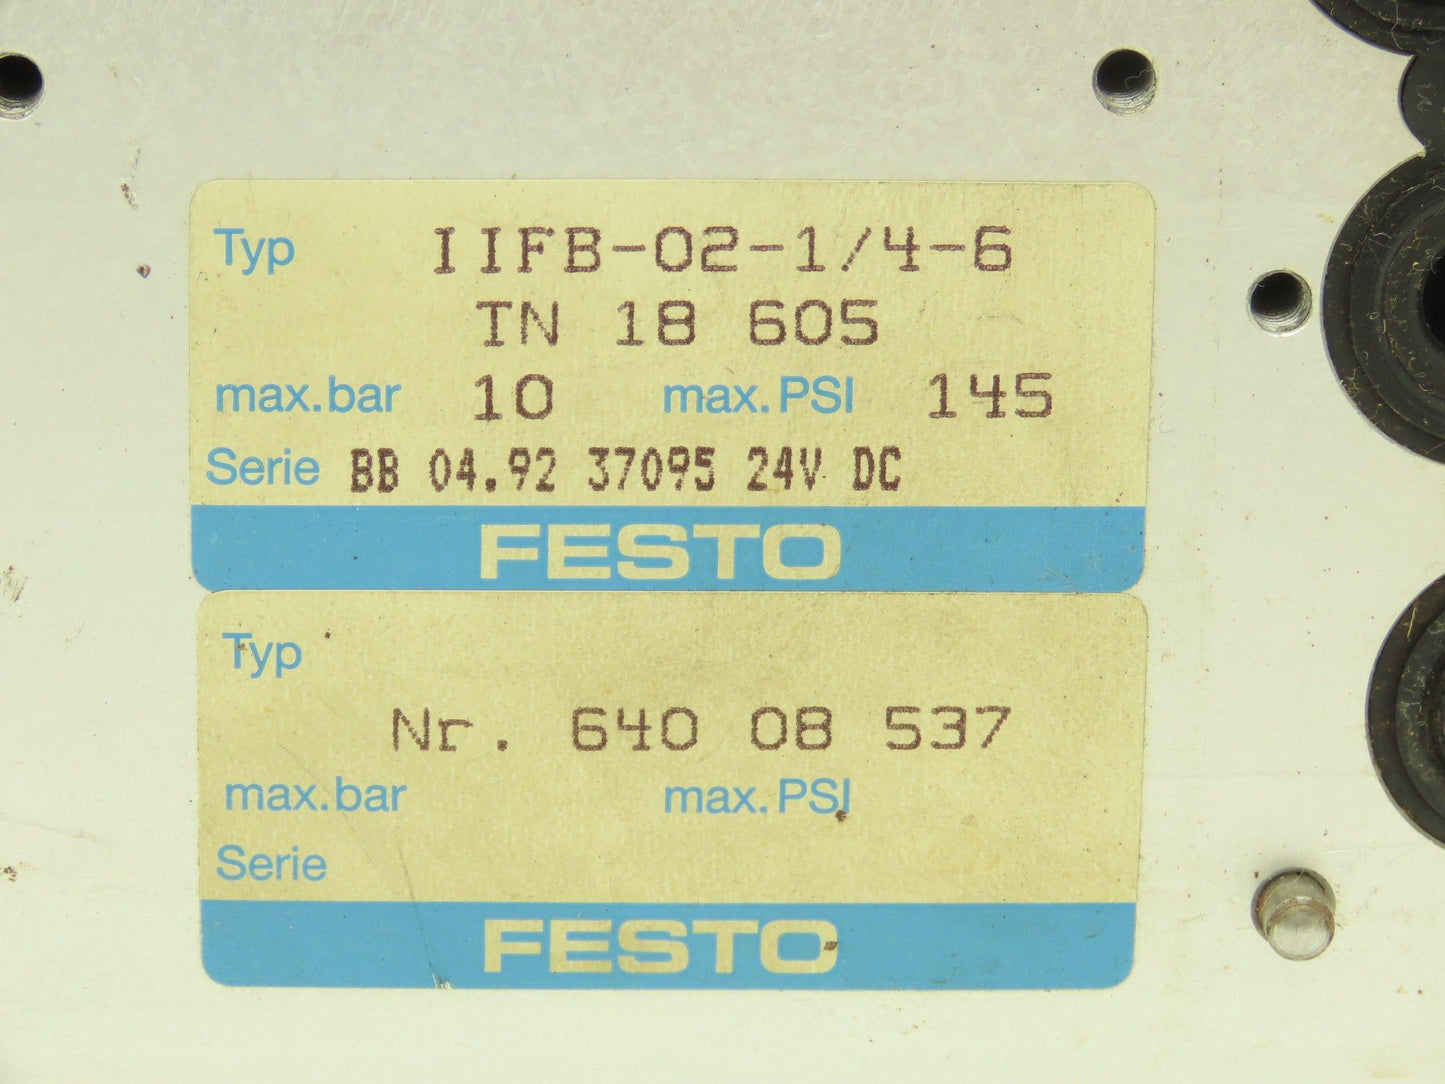 Typ IIFB-02-1/4-6
TN 18 605
max.bar 10 max.PSI 145
Serie BB 04.92 37095 24V DC
FESTO
Typ
Nr. 640 08 537
max.bar max.PSI
Serie
FESTO